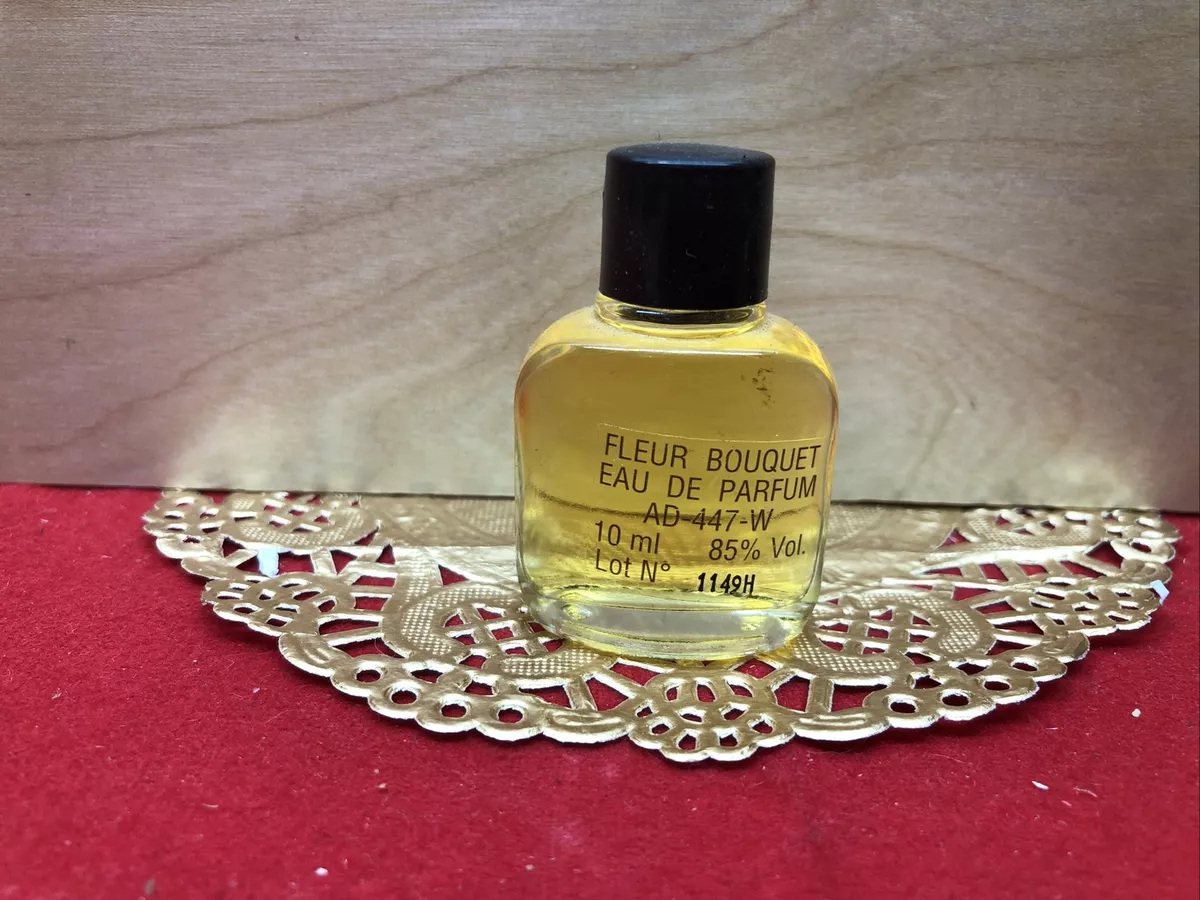 FLEUR BOUQUET
EAU DE PARFUM
AD-447-W
10 ml 85% Vol.
Lot N° 1149H